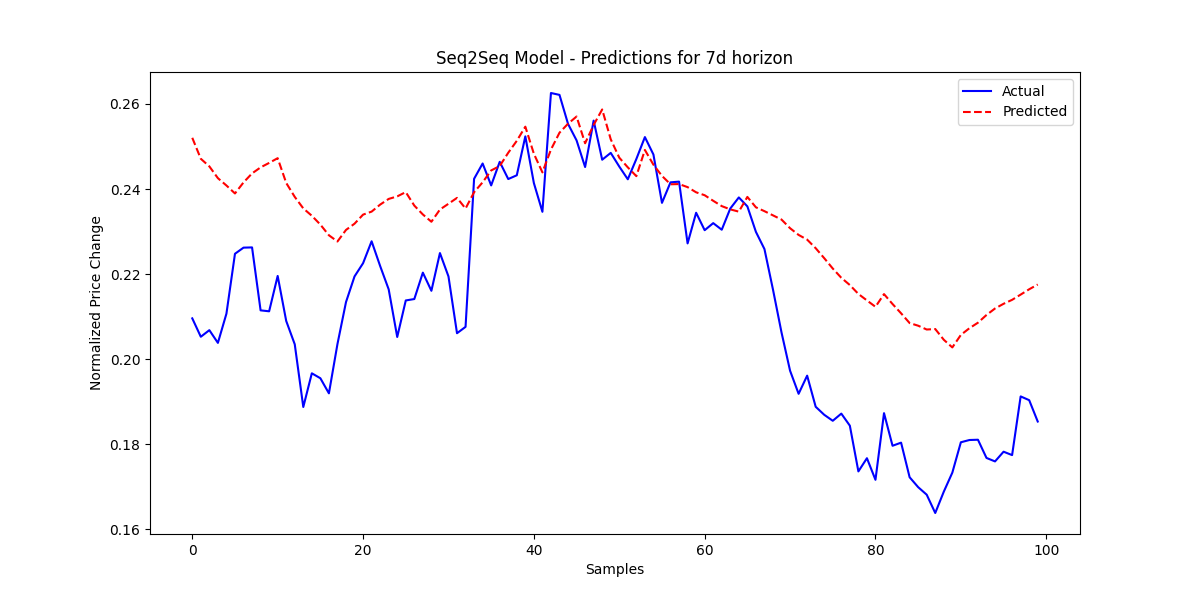 Seq2Seq Model - Predictions for 7d horizon
Actual
Predicted
Normalized Price Change
0.26
0.24
0.22
0.20
0.18
0.16
0 20 40 60 80 100
Samples